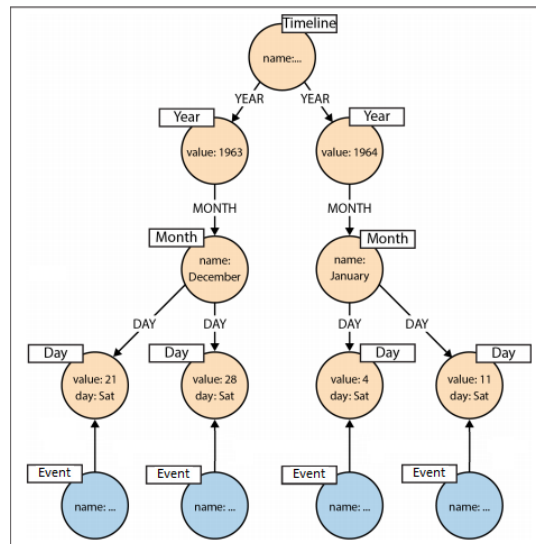 Timeline
name:...
YEAR YEAR
Year Year
value: 1963 value: 1964
MONTH MONTH
Month Month
name: name:
December January
DAY DAY DAY DAY
Day Day Day Day
value: 21 value: 28 value: 4 value: 11
day: Sat day: Sat day: Sat day: Sat
Event Event Event Event
name: ... name: ... name: ... name: ...